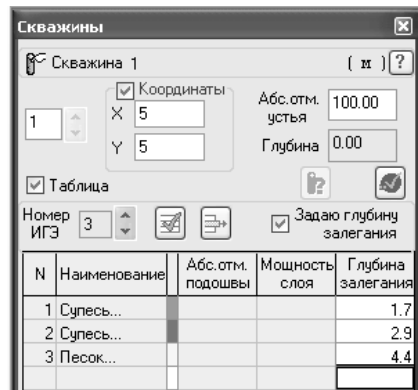 Скважины
Скважина 1 ( м ) ?
Координаты
1 X 5
Y 5
Абс.отм. устья 100.00
Глубина 0.00
Таблица
Номер ИГЭ 3
Задаю глубину
залегания
N Наименование Абс.отм. подошвы Мощность слоя Глубина залегания
1 Супесь... 1.7
2 Супесь... 2.9
3 Песок... 4.4